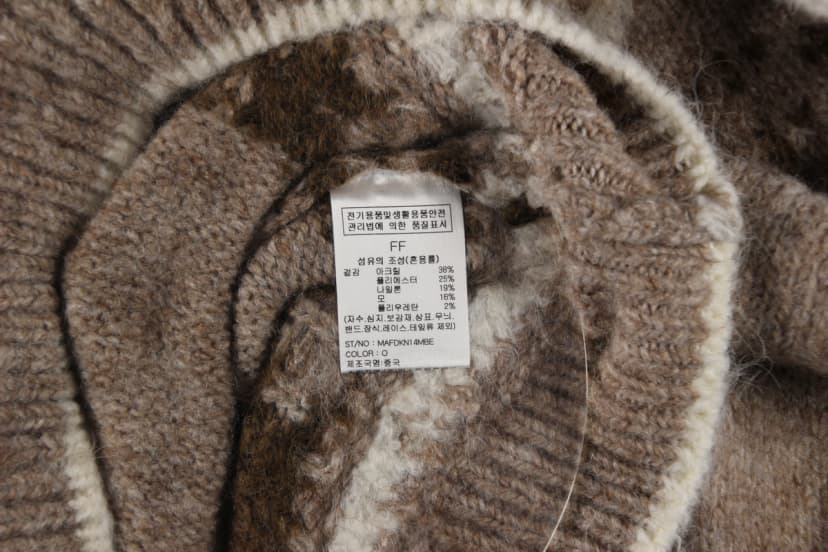 전기용품및생활용품안전
관리법에 의한 품질표시
FF
섬유의 조성(혼용률)
겉감 아크릴 38%
폴리에스터 25%
나일론 19%
모 16%
폴리우레탄 2%
(자수,심지,보강재,상표,무늬,
밴드,장식,레이스,테일류 제외)
ST/NO : MAFDKN14MBE
COLOR : O
제조국명:중국